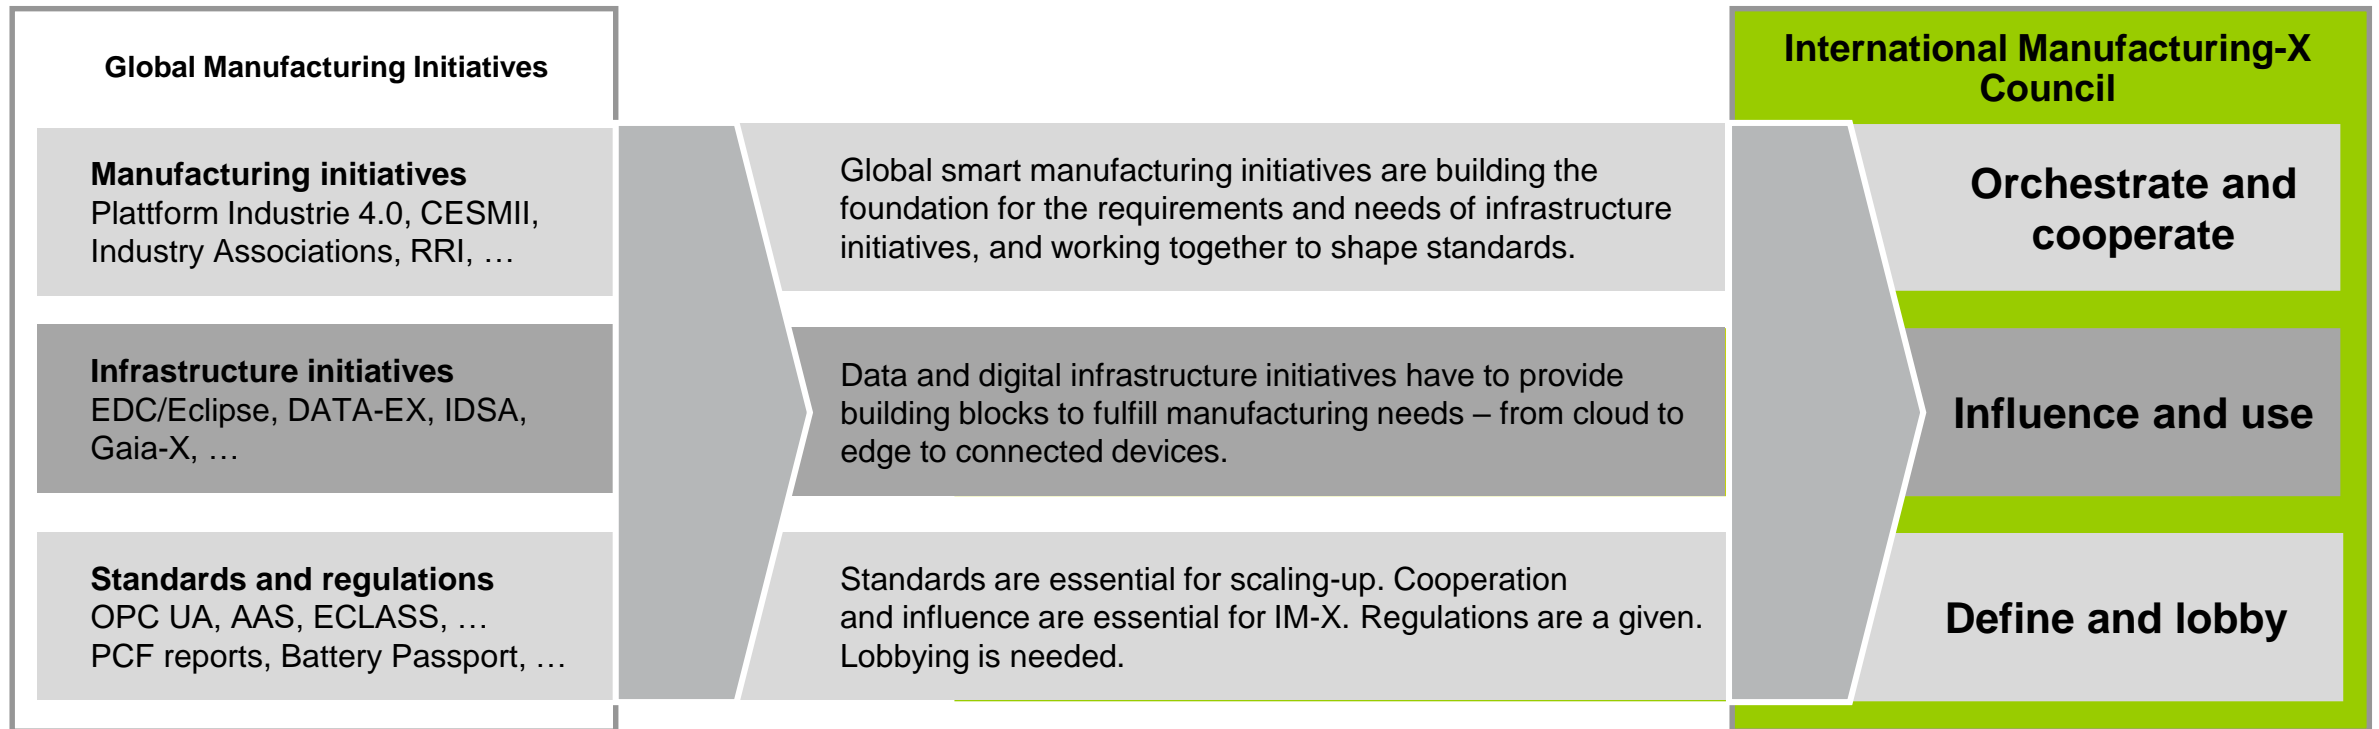 Global Manufacturing Initiatives
International Manufacturing-X
Council
Manufacturing initiatives
Plattform Industrie 4.0, CESMII,
Industry Associations, RRI, …
Global smart manufacturing initiatives are building the
foundation for the requirements and needs of infrastructure
initiatives, and working together to shape standards.
Orchestrate and
cooperate
Infrastructure initiatives
EDC/Eclipse, DATA-EX, IDSA,
Gaia-X, …
Data and digital infrastructure initiatives have to provide
building blocks to fulfill manufacturing needs – from cloud to
edge to connected devices.
Influence and use
Standards and regulations
OPC UA, AAS, ECLASS, …
PCF reports, Battery Passport, …
Standards are essential for scaling-up. Cooperation
and influence are essential for IM-X. Regulations are a given.
Lobbying is needed.
Define and lobby